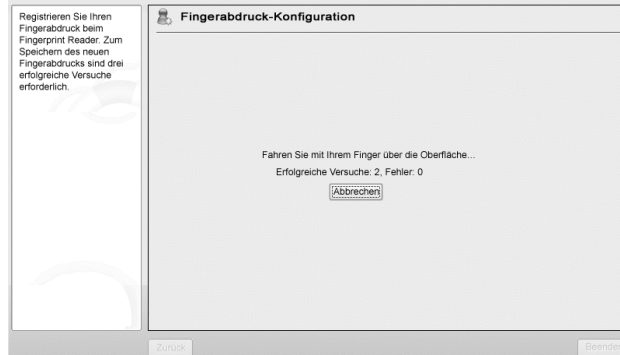 Registrieren Sie Ihren
Fingerabdruck beim
Fingerprint Reader. Zum
Speichern des neuen
Fingerabdrucks sind drei
erfolgreiche Versuche
erforderlich.
Fingerabdruck-Konfiguration
Fahren Sie mit Ihrem Finger über die Oberfläche...
Erfolgreiche Versuche: 2, Fehler: 0
Abbrechen
Zurück